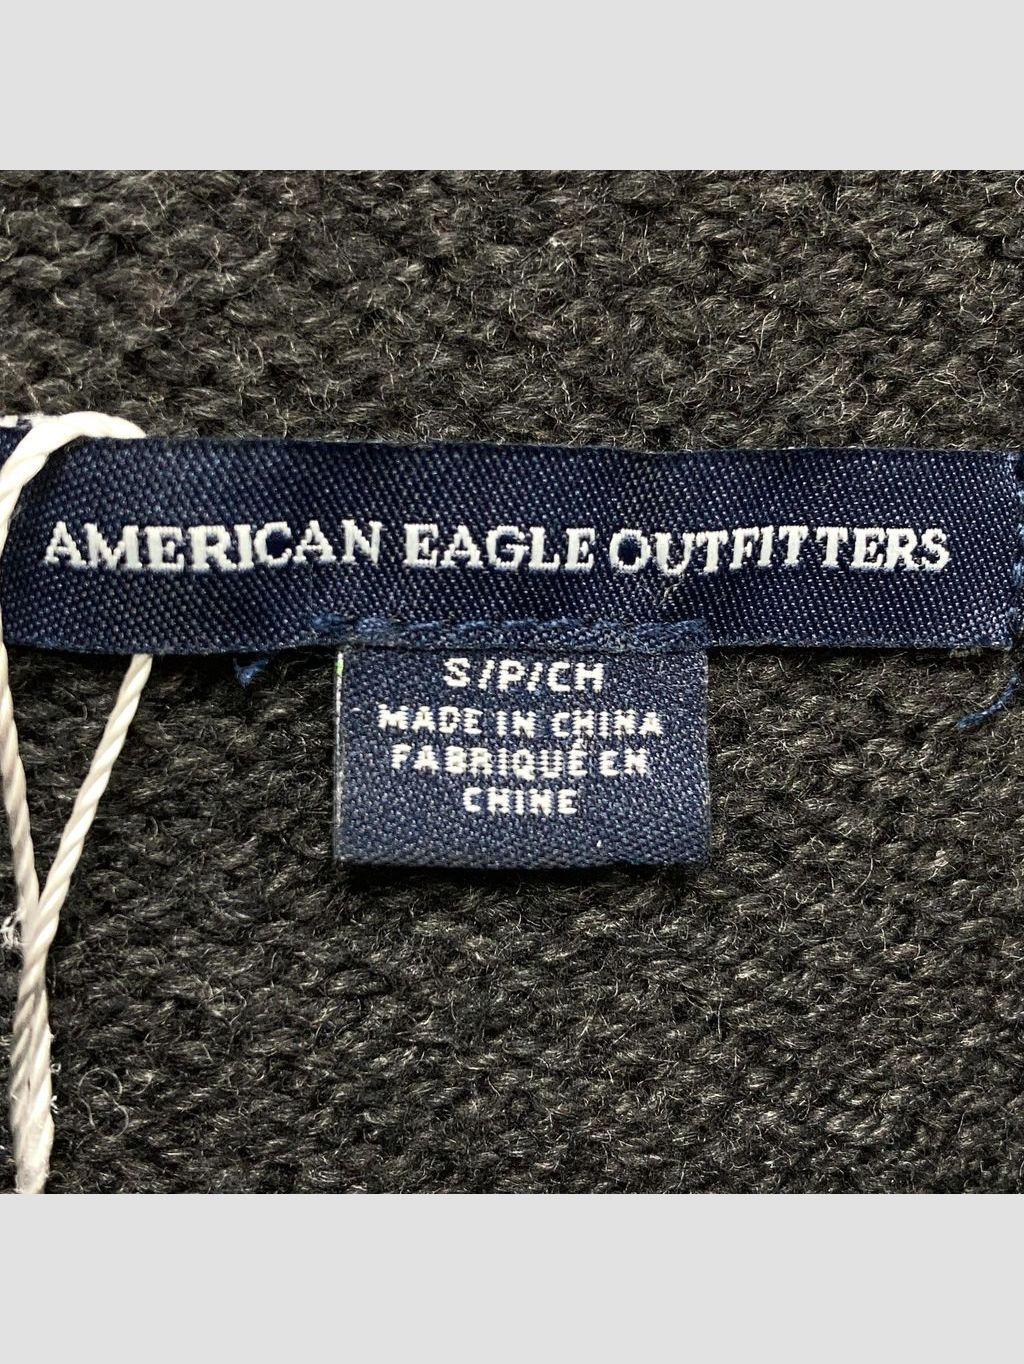 AMERICAN EAGLE OUTFITTERS
S/P/CH
MADE IN CHINA
FABRIQUÉ EN
CHINE